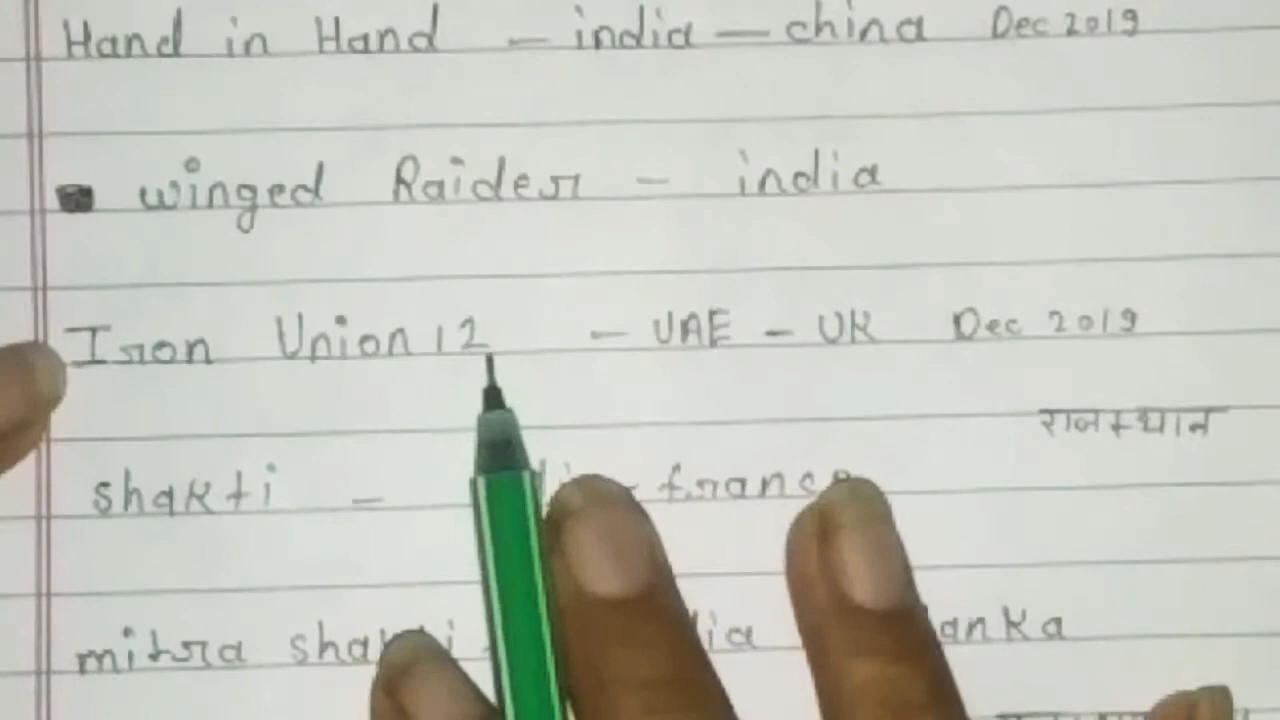 Hand in Hand - india - china Dec 2019
winged Raider - india
Iron Union 12 - UAE - UK Dec 2019
राजस्थान
shakti - france
mitra